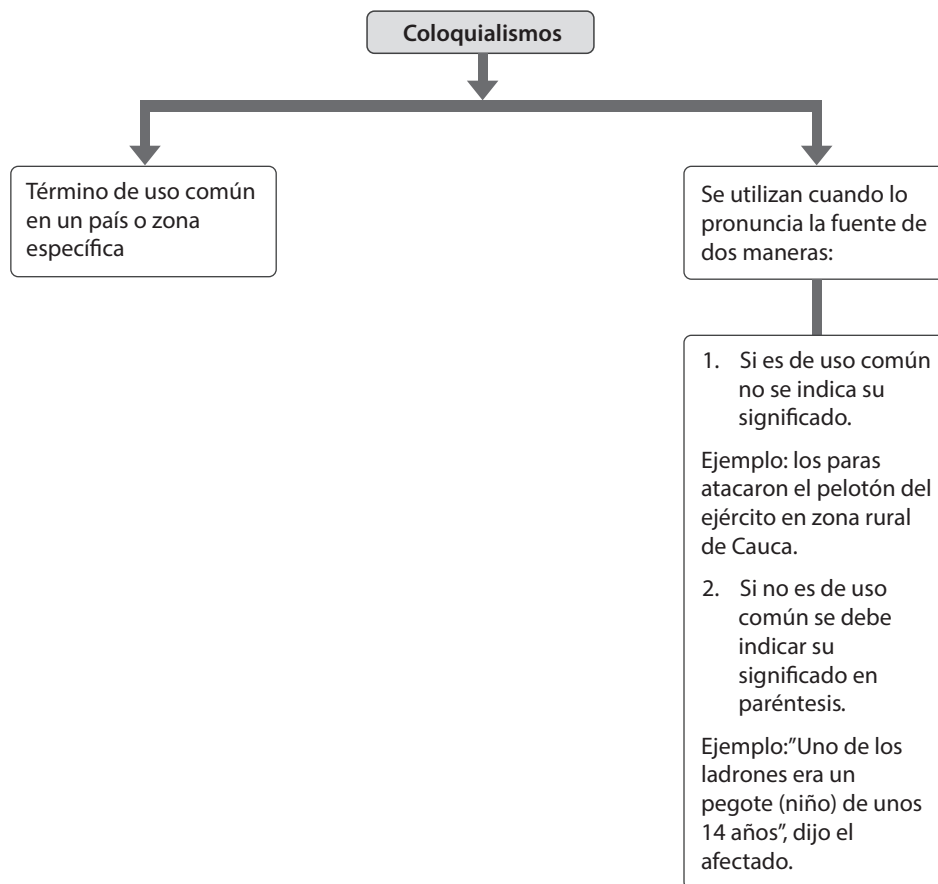 Coloquialismos
Término de uso común
en un país o zona
específica
Se utilizan cuando lo
pronuncia la fuente de
dos maneras:
1. Si es de uso común
no se indica su
significado.
Ejemplo: los paras
atacaron el pelotón del
ejército en zona rural
de Cauca.
2. Si no es de uso
común se debe
indicar su
significado en
paréntesis.
Ejemplo:”Uno de los
ladrones era un
pegote (niño) de unos
14 años”, dijo el
afectado.